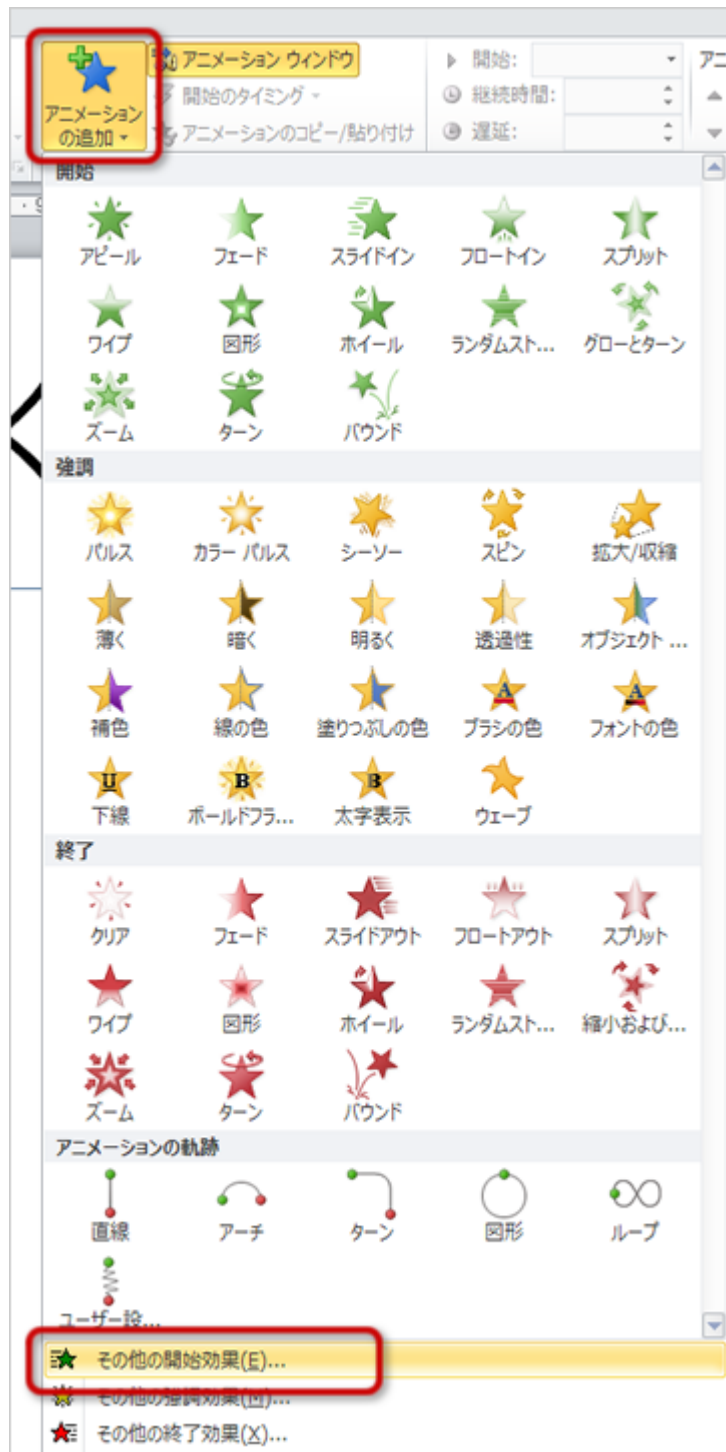 アニメーション ウィンドウ
開始:
アニ
アニメーション
の追加
開始のタイミング
継続時間:
アニメーションのコピー/貼り付け
遅延:
開始
アピール フェード スライドイン フロートイン スプリット
ワイプ 図形 ホイール ランダムスト... グローとターン
ズーム ターン バウンド
強調
パルス カラー パルス シーソー スピン 拡大/収縮
薄く 暗く 明るく 透過性 オブジェクト ...
補色 線の色 塗りつぶしの色 ブラシの色 フォントの色
下線 ボールドフラ... 太字表示 ウェーブ
終了
クリア フェード スライドアウト フロートアウト スプリット
ワイプ 図形 ホイール ランダムスト... 縮小および...
ズーム ターン バウンド
アニメーションの軌跡
直線 アーチ ターン 図形 ループ
ユーザー設...
その他の開始効果(E)...
その他の強調効果(M)...
その他の終了効果(X)...